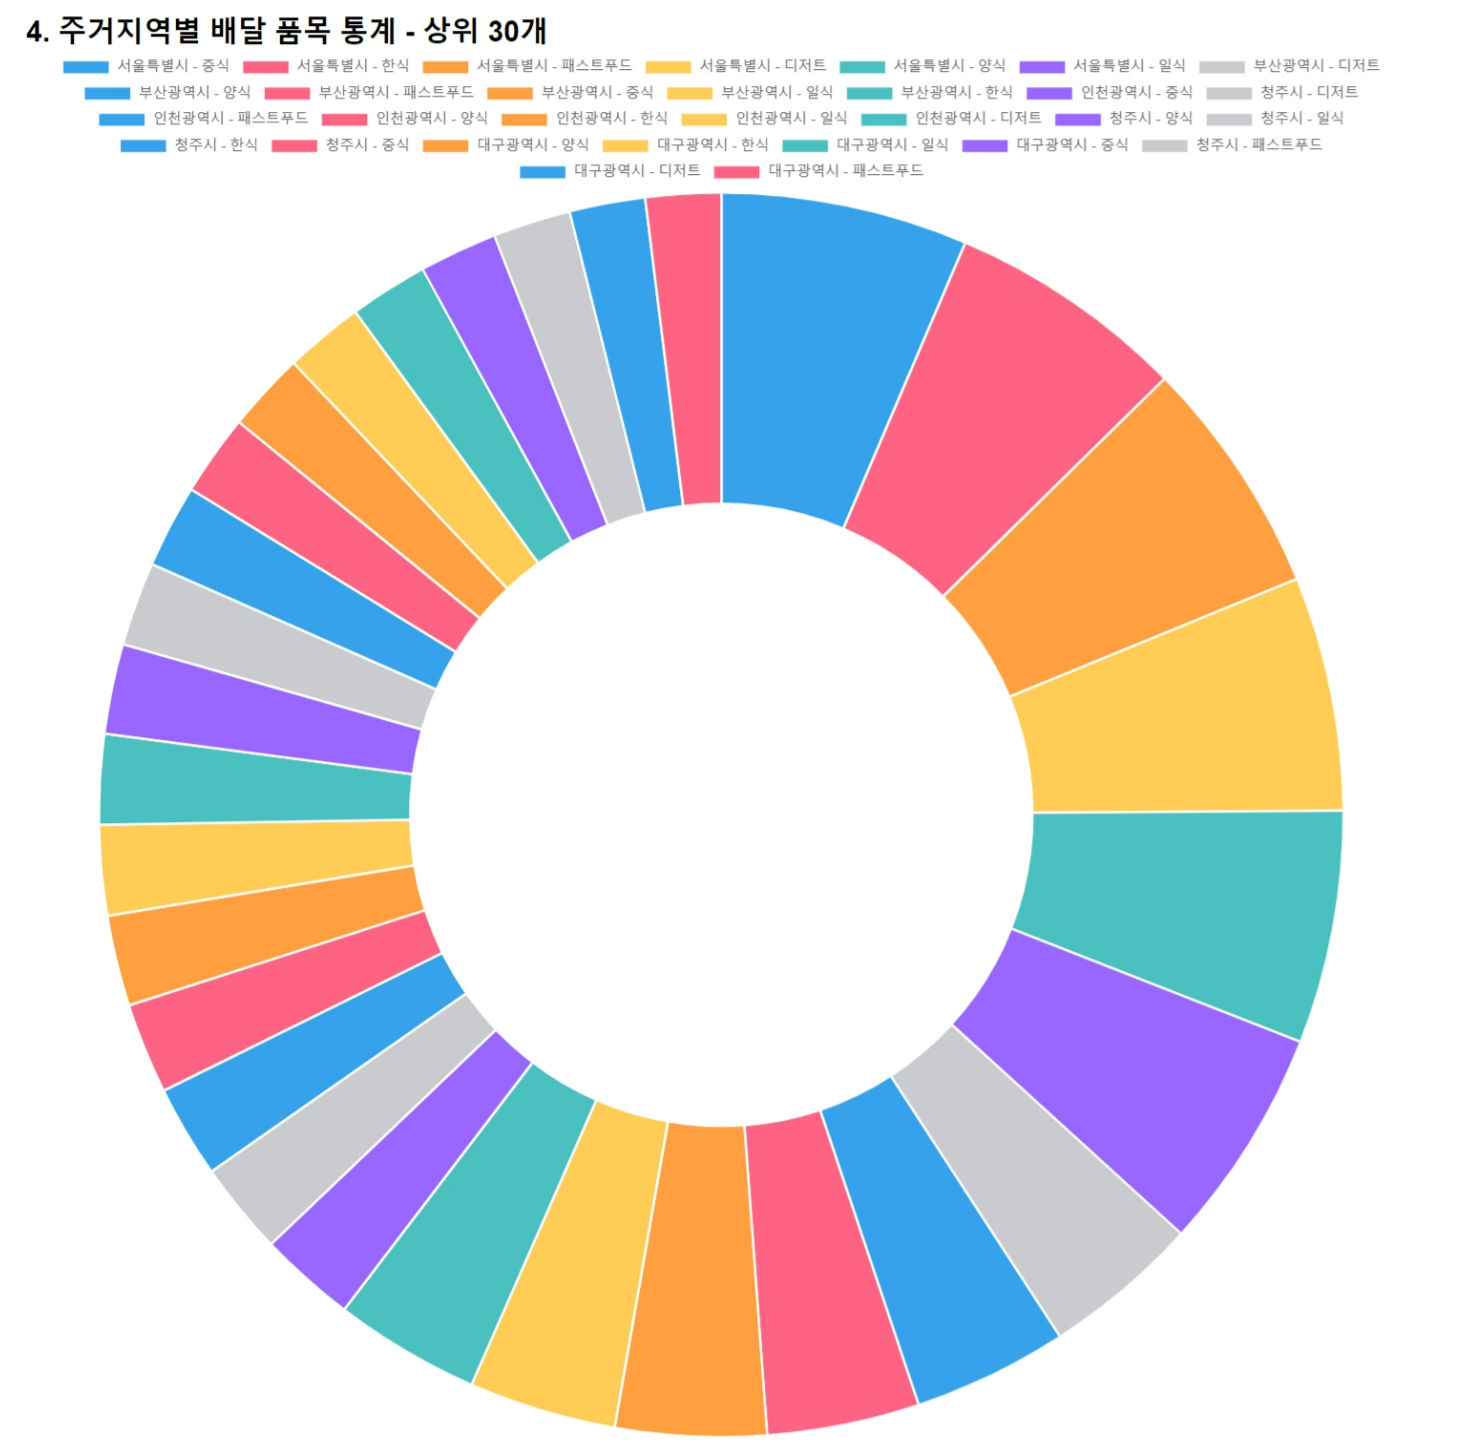 4. 주거지역별 배달 품목 통계 - 상위 30개
서울특별시 - 중식 서울특별시 - 한식 서울특별시 - 패스트푸드 서울특별시 - 디저트 서울특별시 - 양식 서울특별시 - 일식 부산광역시 - 디저트
부산광역시 - 양식 부산광역시 - 패스트푸드 부산광역시 - 중식 부산광역시 - 일식 부산광역시 - 한식 인천광역시 - 중식 청주시 - 디저트
인천광역시 - 패스트푸드 인천광역시 - 양식 인천광역시 - 한식 인천광역시 - 일식 인천광역시 - 디저트 청주시 - 양식 청주시 - 일식
청주시 - 한식 청주시 - 중식 대구광역시 - 양식 대구광역시 - 한식 대구광역시 - 일식 대구광역시 - 중식 청주시 - 패스트푸드
대구광역시 - 디저트 대구광역시 - 패스트푸드